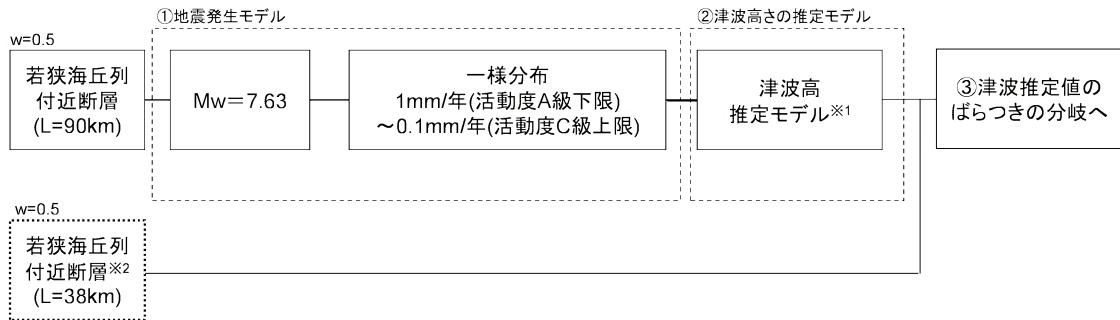 ①地震発生モデル
②津波高さの推定モデル
w=0.5
若狭海丘列
付近断層
(L=90km)
Mw=7.63
一様分布
1mm/年(活動度A級下限)
～0.1mm/年(活動度C級上限)
津波高
推定モデル※1
③津波推定値の
ばらつきの分岐へ
w=0.5
若狭海丘列
付近断層※2
(L=38km)